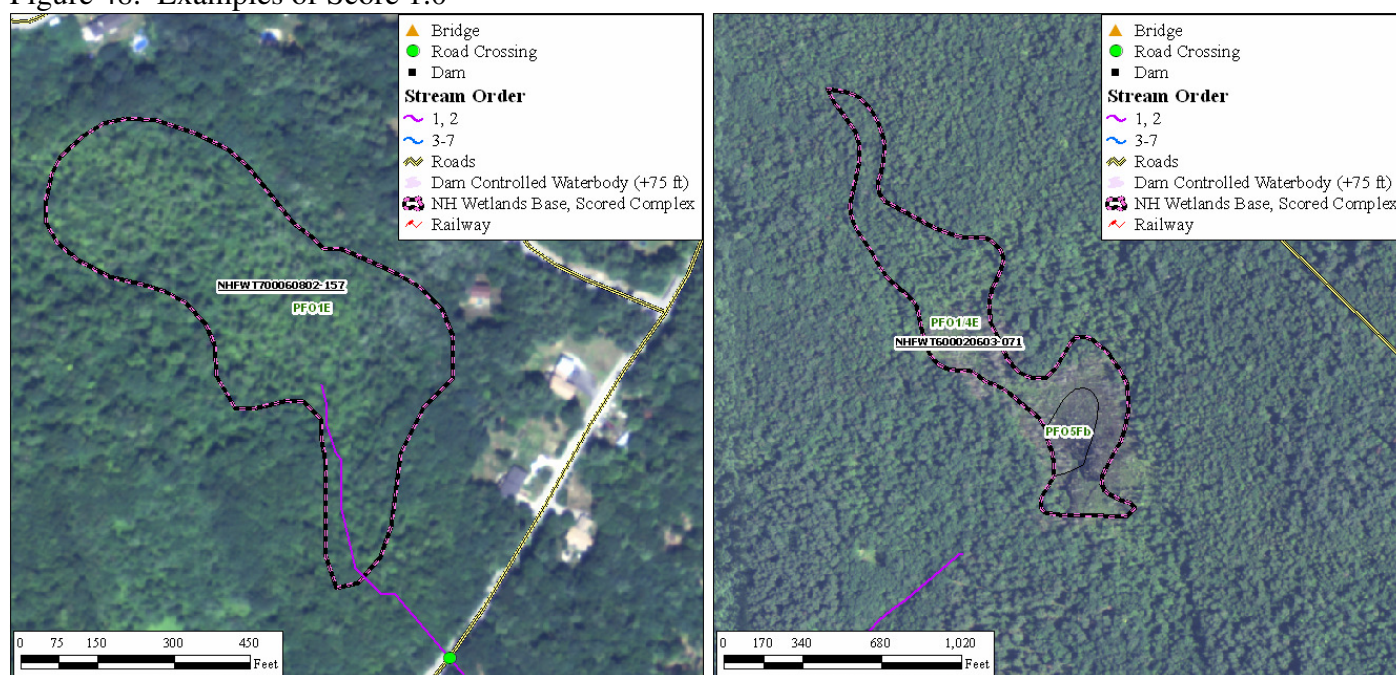 Figure 48. Examples of Score 1.0
Bridge
Road Crossing
Dam
Stream Order
1, 2
3-7
Roads
Dam Controlled Waterbody (+75 ft)
NH Wetlands Base, Scored Complex
Railway
NHFWT700060802-157
PFO1E
0 75 150 300 450
Feet
Bridge
Road Crossing
Dam
Stream Order
1, 2
3-7
Roads
Dam Controlled Waterbody (+75 ft)
NH Wetlands Base, Scored Complex
Railway
PFO1/4E
NHFWT600020603-071
PFO5Fb
0 170 340 680 1,020
Feet